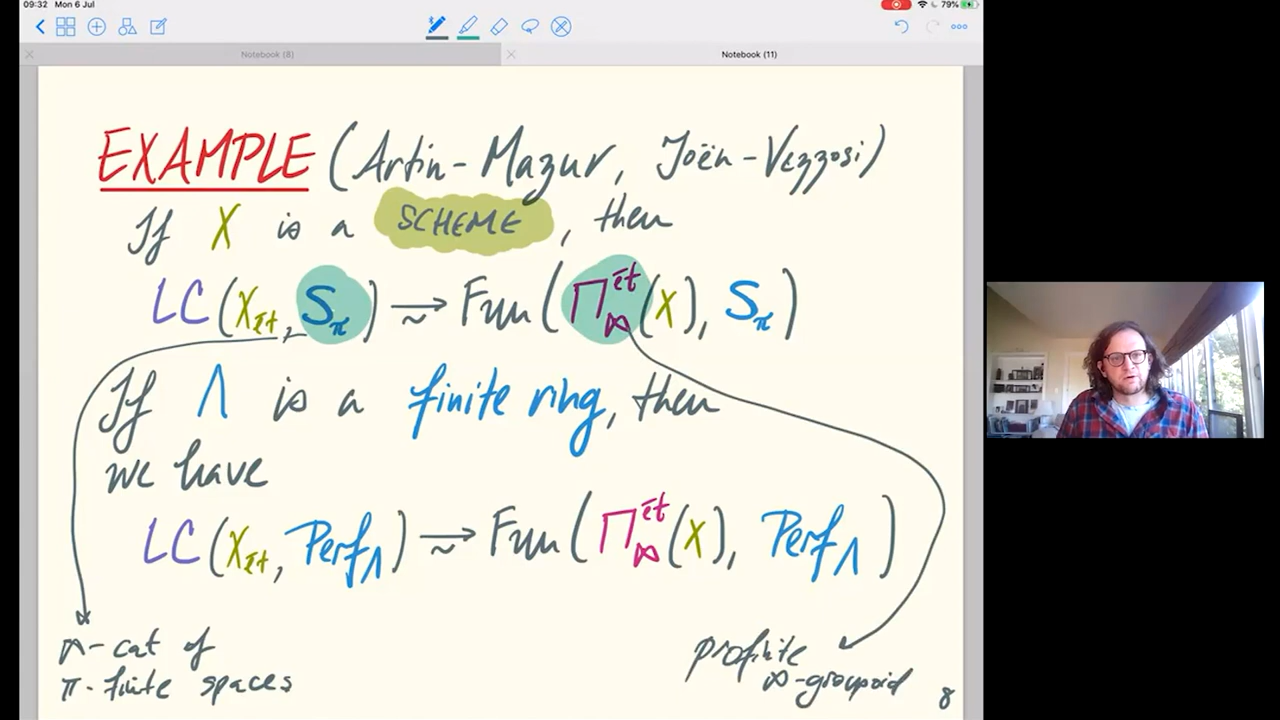 09:32 Mon 6 Jul
79%
Notebook (8)
Notebook (11)
EXAMPLE (Artin-Mazur, Toën-Vezzosi)
If X is a SCHEME, then
LC(X_ét, S_π) ⥲ Fun(Π_∞^ét(X), S_π)
If Λ is a finite ring, then
we have
LC(X_ét, Perf_Λ) ⥲ Fun(Π_∞^ét(X), Perf_Λ)
∞-cat of
π-finite spaces
profinite
∞-groupoid
8